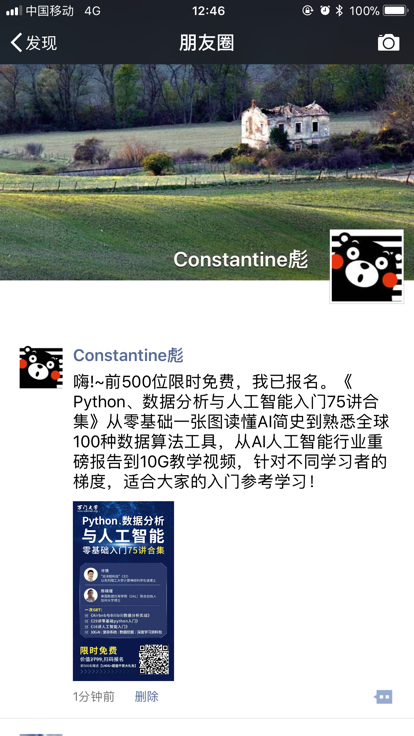 中国移动 4G 12:46 100%
发现 朋友圈
Constantine彪
Constantine彪
嗨!~前500位限时免费，我已报名。《
Python、数据分析与人工智能入门75讲合
集》从零基础一张图读懂AI简史到熟悉全球
100种数据算法工具，从AI人工智能行业重
磅报告到10G教学视频，针对不同学习者的
梯度，适合大家的入门参考学习！
万门大学
Python、数据分析
与人工智能
零基础入门75讲合集
限时免费
1分钟前 删除